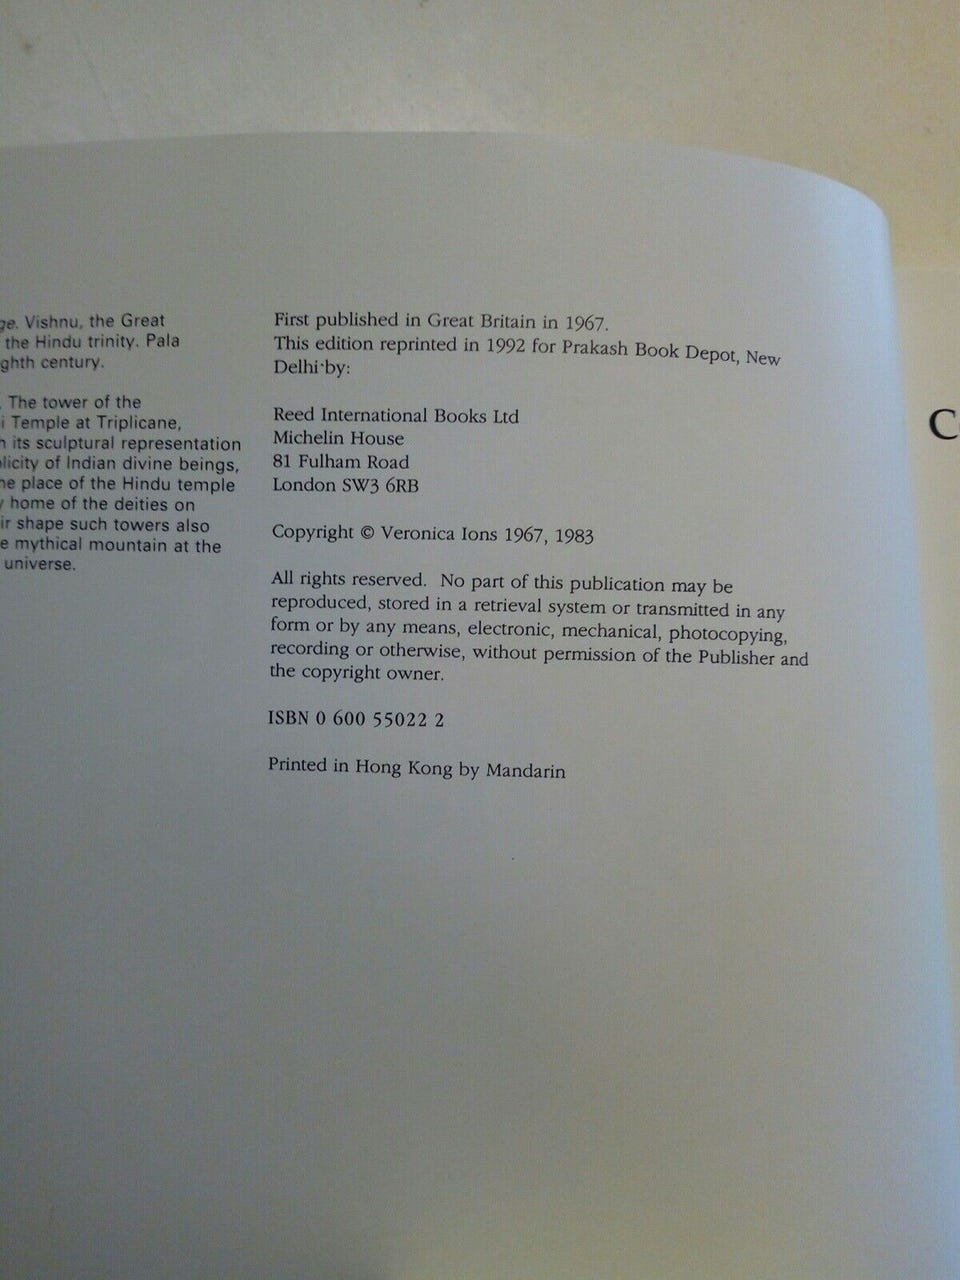 ge. Vishnu, the Great
the Hindu trinity. Pala
ghth century.
. The tower of the
i Temple at Triplicane,
h its sculptural representation
licity of Indian divine beings,
he place of the Hindu temple
y home of the deities on
ir shape such towers also
e mythical mountain at the
universe.
First published in Great Britain in 1967.
This edition reprinted in 1992 for Prakash Book Depot, New
Delhi by:
Reed International Books Ltd
Michelin House
81 Fulham Road
London SW3 6RB
Copyright © Veronica Ions 1967, 1983
All rights reserved. No part of this publication may be
reproduced, stored in a retrieval system or transmitted in any
form or by any means, electronic, mechanical, photocopying,
recording or otherwise, without permission of the Publisher and
the copyright owner.
ISBN 0 600 55022 2
Printed in Hong Kong by Mandarin
C